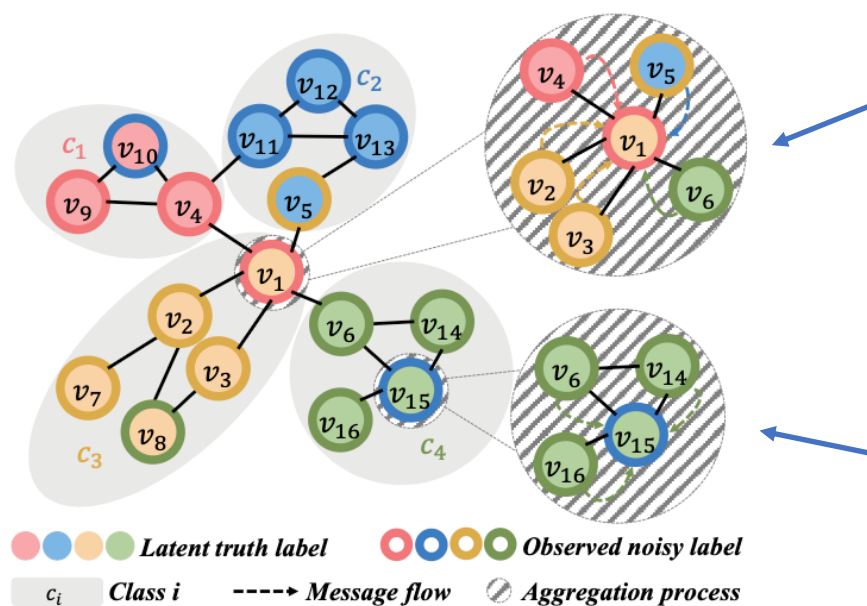 v12
c2
v4
v5
v11
v13
v1
c1
v10
v2
v6
v9
v4
v5
v3
v1
v2
v6
v14
v3
v6
v14
v7
v15
v15
v8
v16
c4
v16
c3
Latent truth label
Observed noisy label
ci Class i
Message flow
Aggregation process